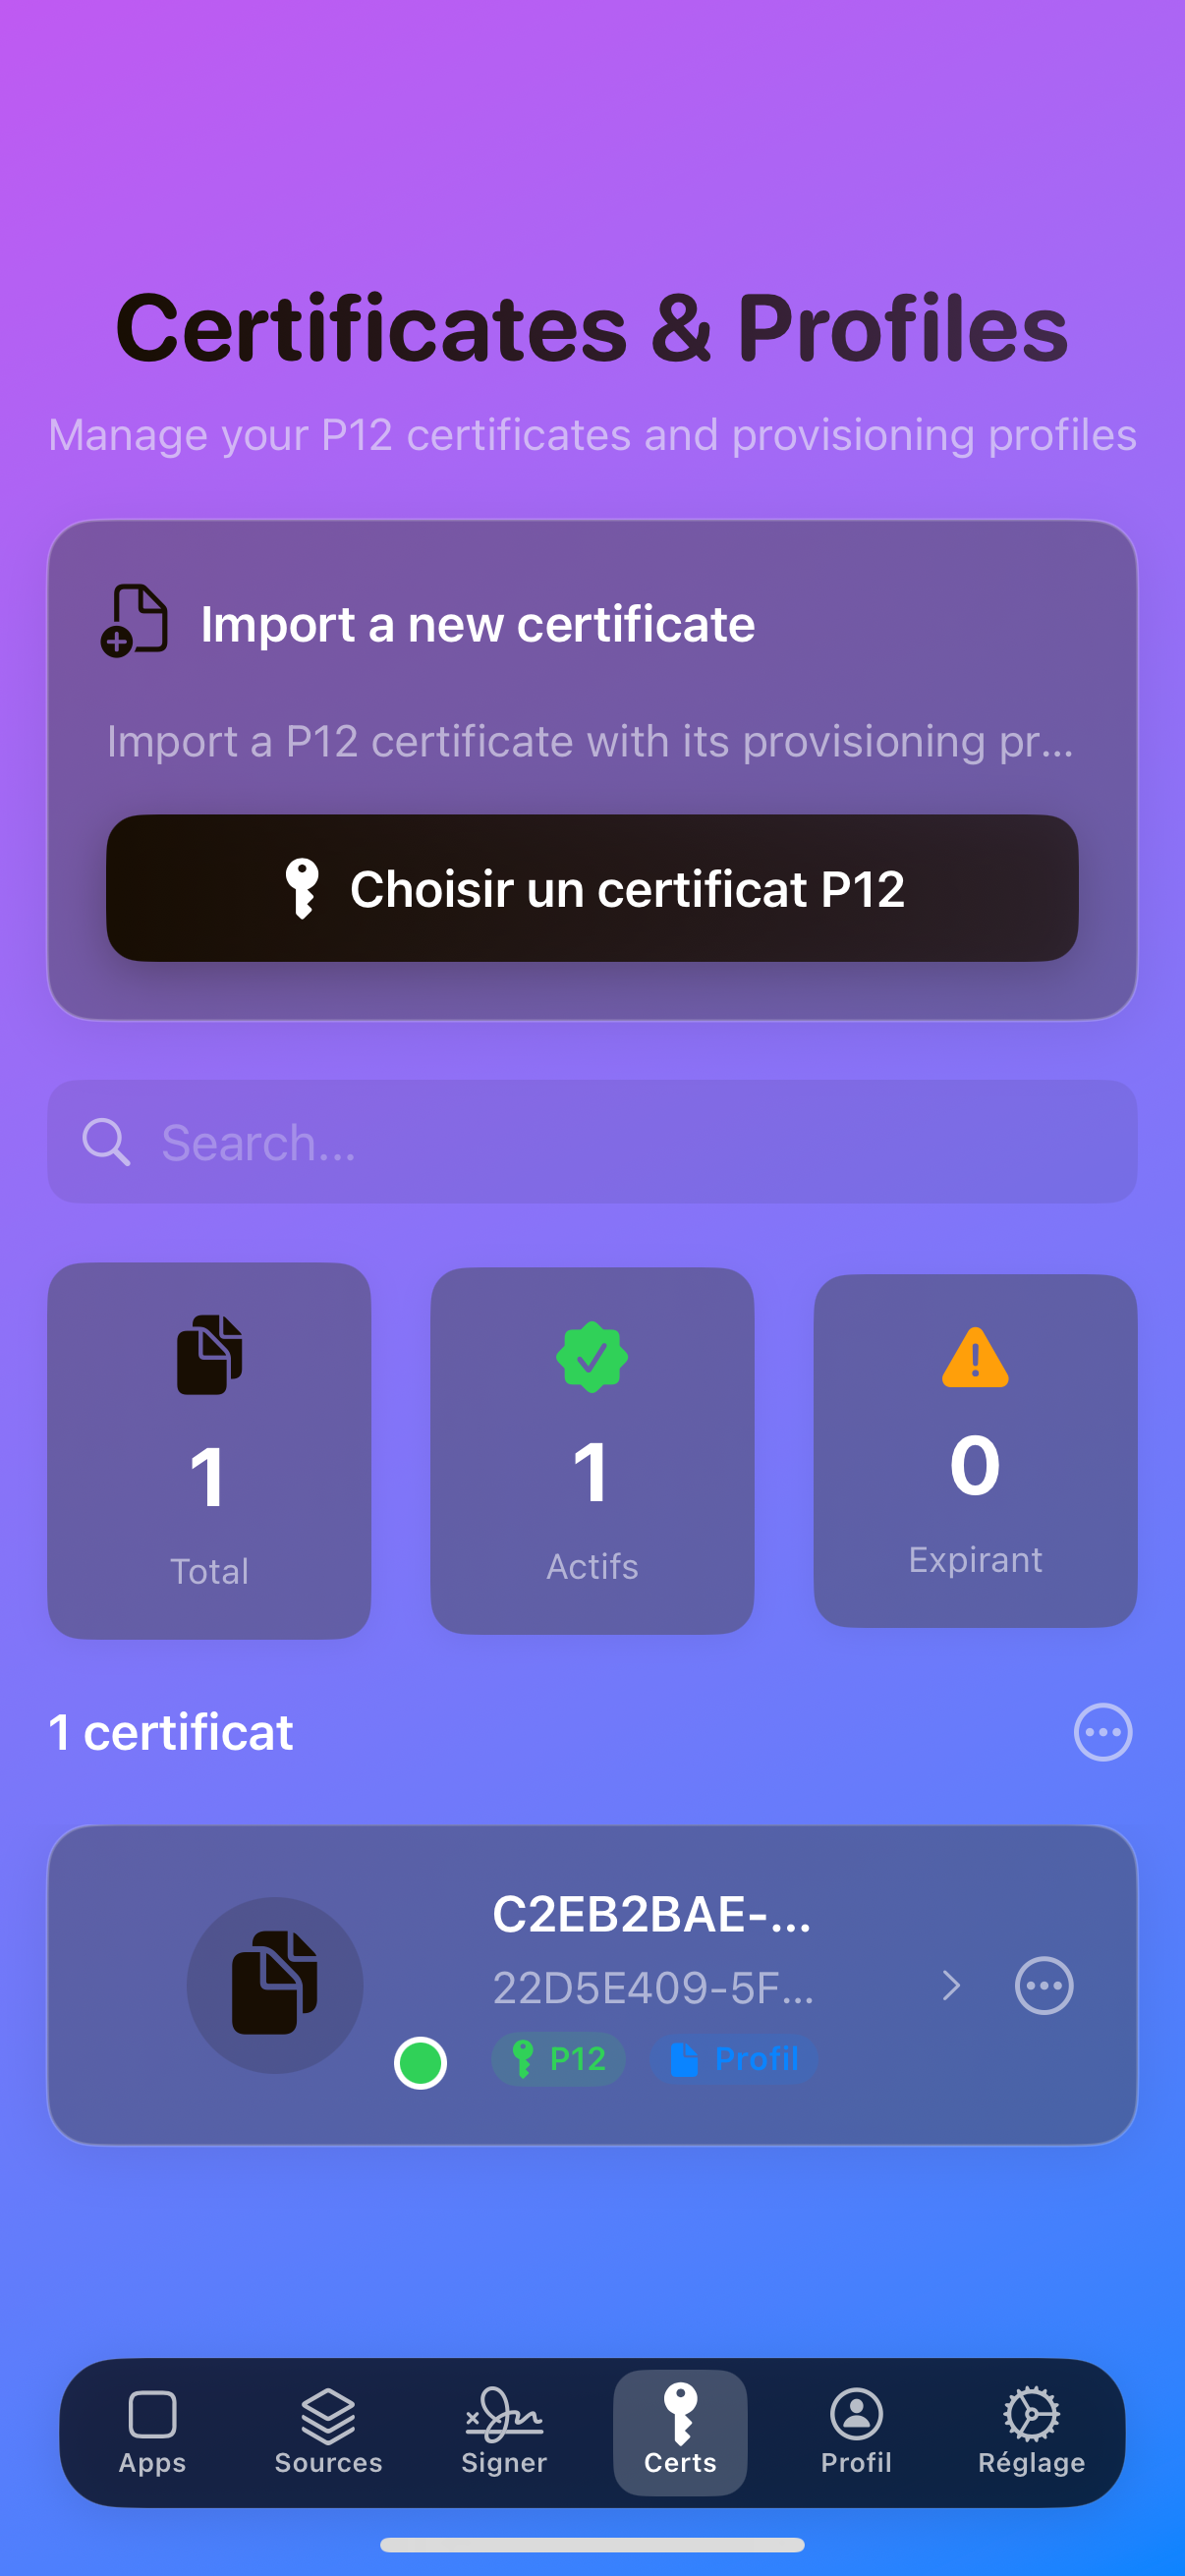 Certificates & Profiles
Manage your P12 certificates and provisioning profiles
Import a new certificate
Import a P12 certificate with its provisioning pr...
Choisir un certificat P12
Search...
1
Total
1
Actifs
0
Expirant
1 certificat
C2EB2BAE-...
22D5E409-5F...
P12
Profil
Apps
Sources
Signer
Certs
Profil
Réglage